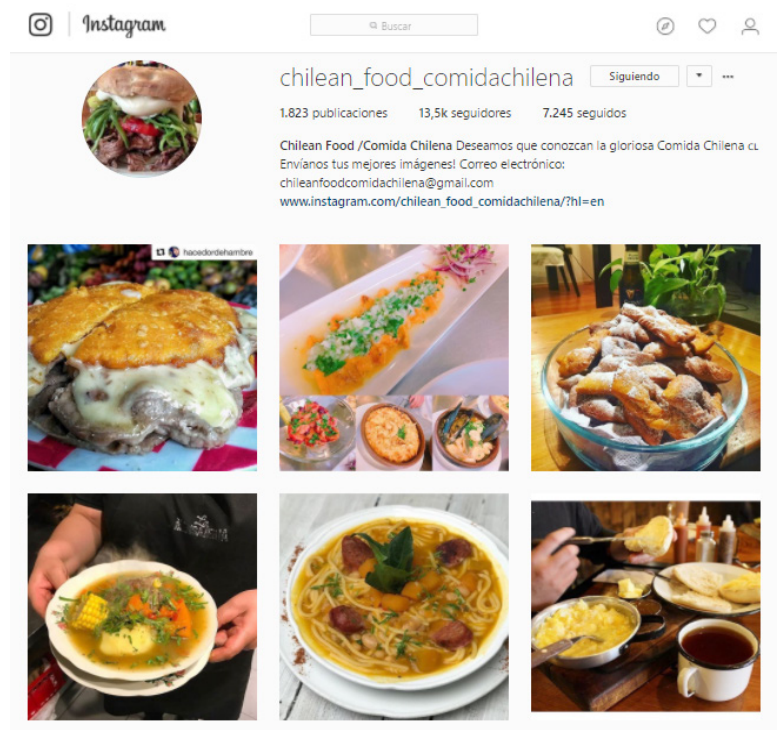 Instagram
Buscar
chilean_food_comidachilena Siguiendo
1.823 publicaciones 13,5k seguidores 7.245 seguidos
Chilean Food /Comida Chilena Deseamos que conozcan la gloriosa Comida Chilena CL
Envíanos tus mejores imágenes! Correo electrónico:
chileanfoodcomidachilena@gmail.com
www.instagram.com/chilean_food_comidachilena/?hl=en
hacedordehambre